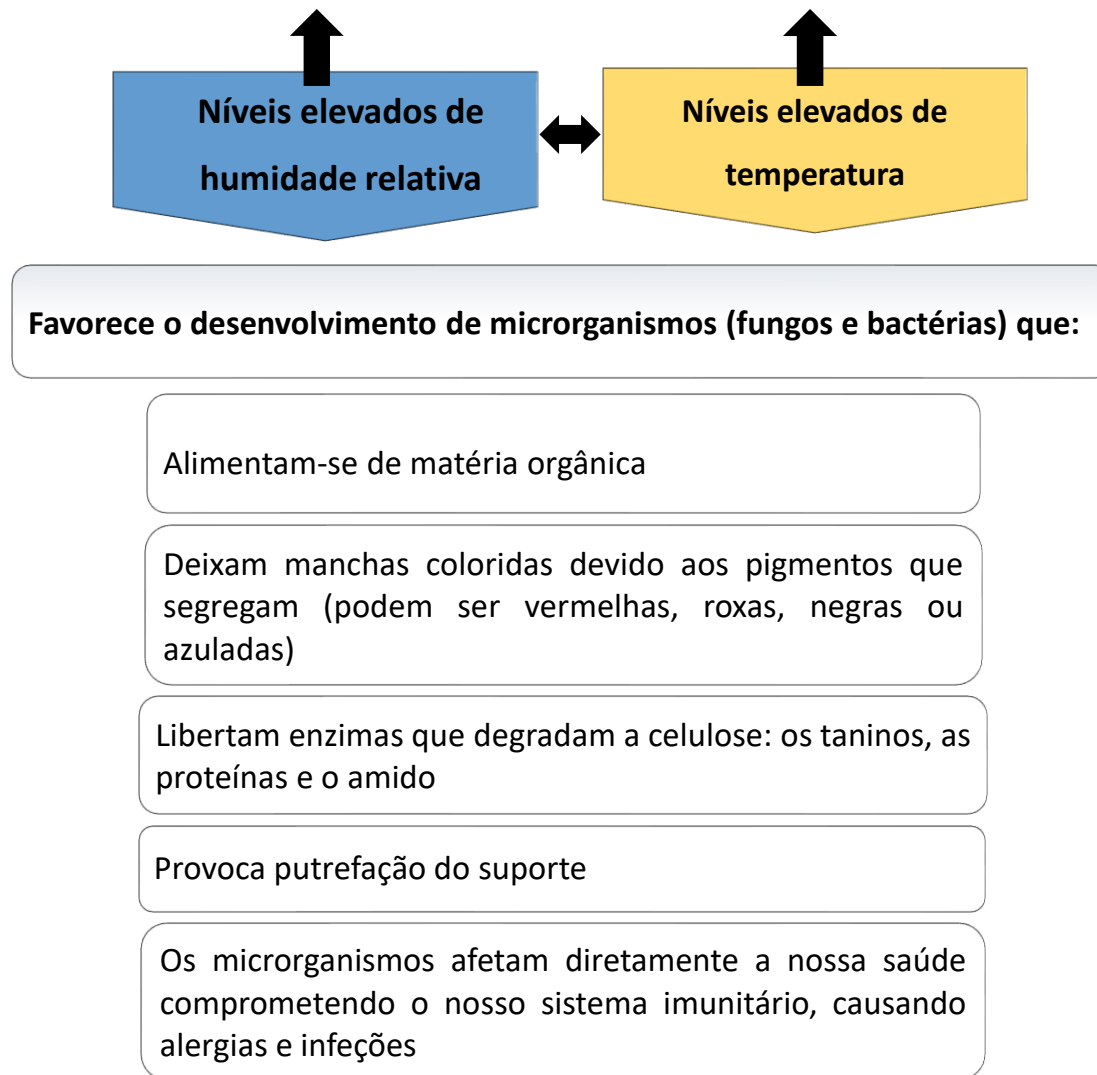 Níveis elevados de
humidade relativa
Níveis elevados de
temperatura
Favorece o desenvolvimento de microrganismos (fungos e bactérias) que:
Alimentam-se de matéria orgânica
Deixam manchas coloridas devido aos pigmentos que
segregam (podem ser vermelhas, roxas, negras ou
azuladas)
Libertam enzimas que degradam a celulose: os taninos, as
proteínas e o amido
Provoca putrefação do suporte
Os microrganismos afetam diretamente a nossa saúde
comprometendo o nosso sistema imunitário, causando
alergias e infeções